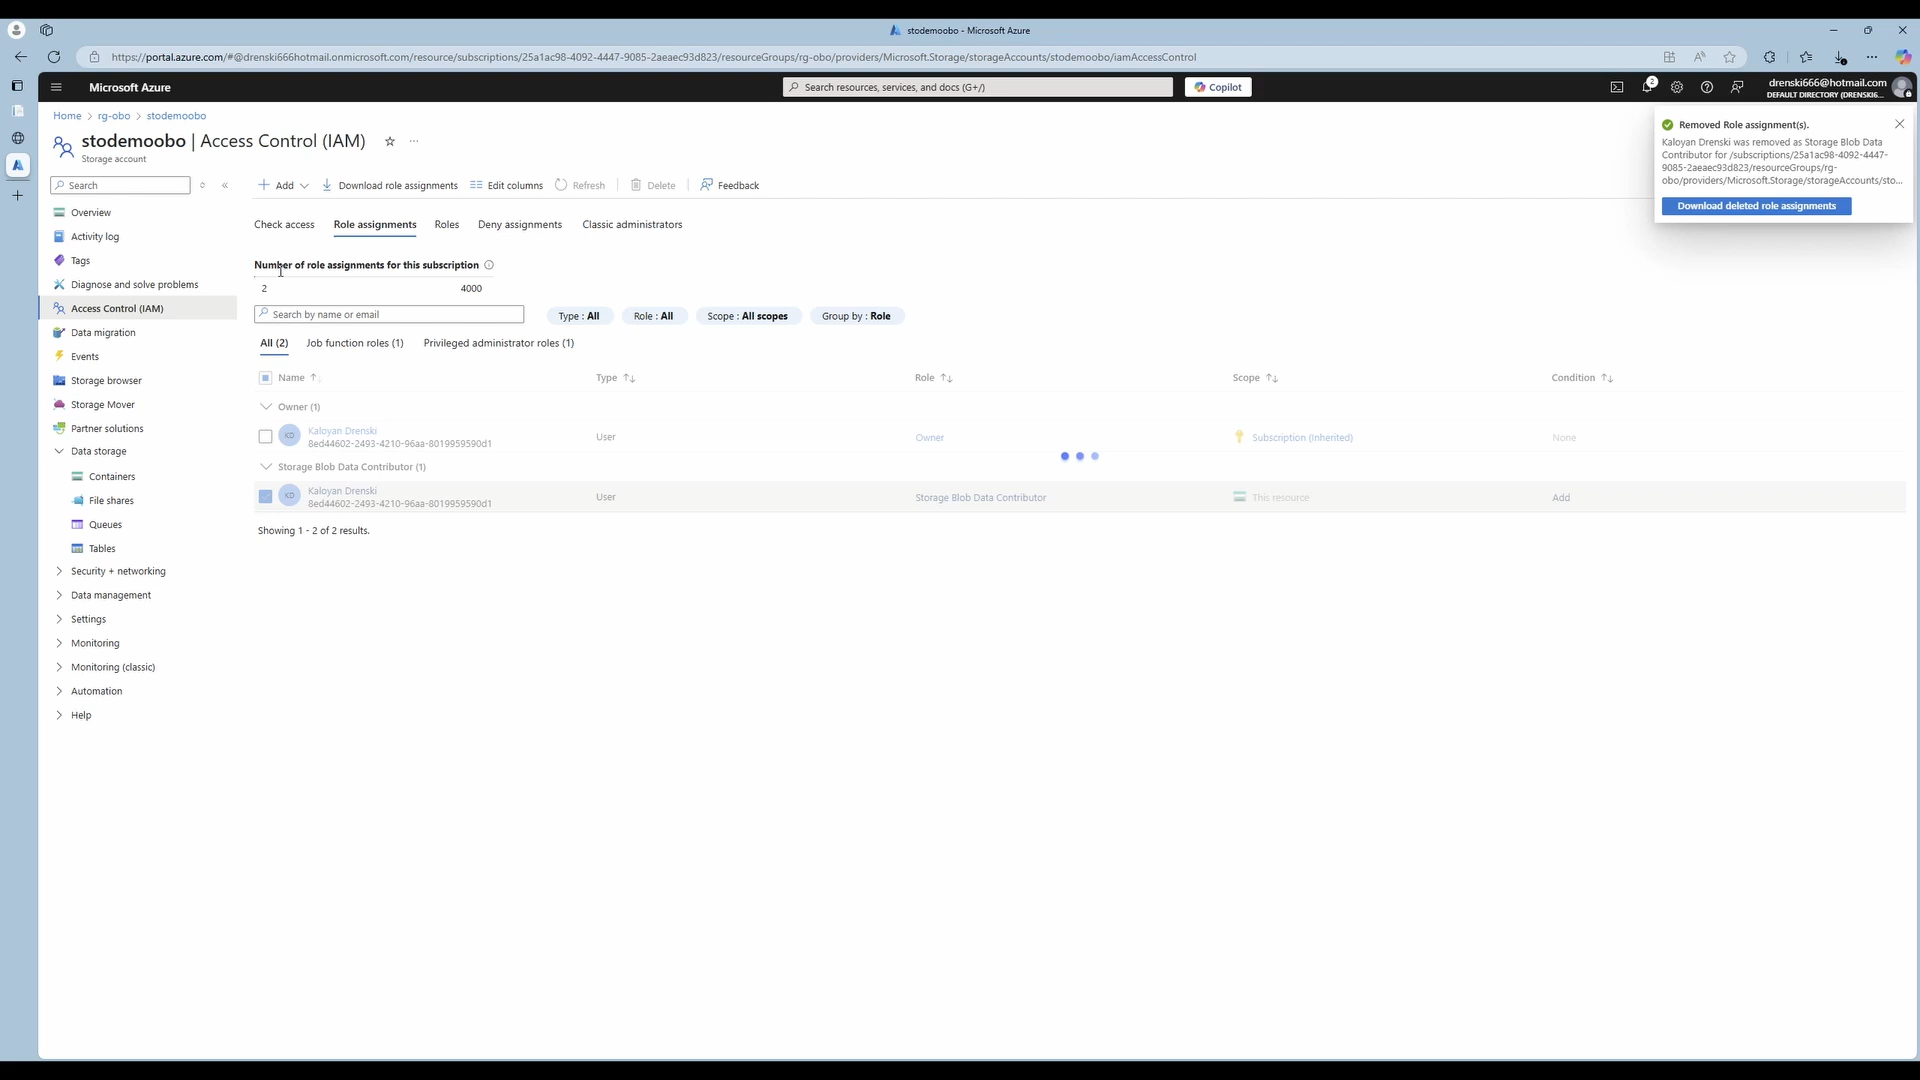 stodemoobo - Microsoft Azure
https://portal.azure.com/#@drenski666hotmail.onmicrosoft.com/resource/subscriptions/25a1ac98-4092-4447-9085-2aeaec93d823/resourceGroups/rg-obo/providers/Microsoft.Storage/storageAccounts/stodemoobo/iamAccessControl
Microsoft Azure
Search resources, services, and docs (G+/)
Copilot
2
drenski666@hotmail.com
DEFAULT DIRECTORY (DRENSKI6...
Home > rg-obo > stodemoobo
stodemoobo | Access Control (IAM)
Storage account
Removed Role assignment(s).
Kaloyan Drenski was removed as Storage Blob Data
Contributor for /subscriptions/25a1ac98-4092-4447-
9085-2aeaec93d823/resourceGroups/rg-
obo/providers/Microsoft.Storage/storageAccounts/sto...
Download deleted role assignments
Search
Overview
Activity log
Tags
Diagnose and solve problems
Access Control (IAM)
Data migration
Events
Storage browser
Storage Mover
Partner solutions
Data storage
Containers
File shares
Queues
Tables
Security + networking
Data management
Settings
Monitoring
Monitoring (classic)
Automation
Help
Add Download role assignments Edit columns Refresh Delete Feedback
Check access Role assignments Roles Deny assignments Classic administrators
Number of role assignments for this subscription
2 4000
Search by name or email
Type : All Role : All Scope : All scopes Group by : Role
All (2) Job function roles (1) Privileged administrator roles (1)
Name Type Role Scope Condition
Owner (1)
KD Kaloyan Drenski
8ed44602-2493-4210-96aa-8019959590d1
User Owner Subscription (Inherited) None
Storage Blob Data Contributor (1)
KD Kaloyan Drenski
8ed44602-2493-4210-96aa-8019959590d1
User Storage Blob Data Contributor This resource Add
Showing 1 - 2 of 2 results.